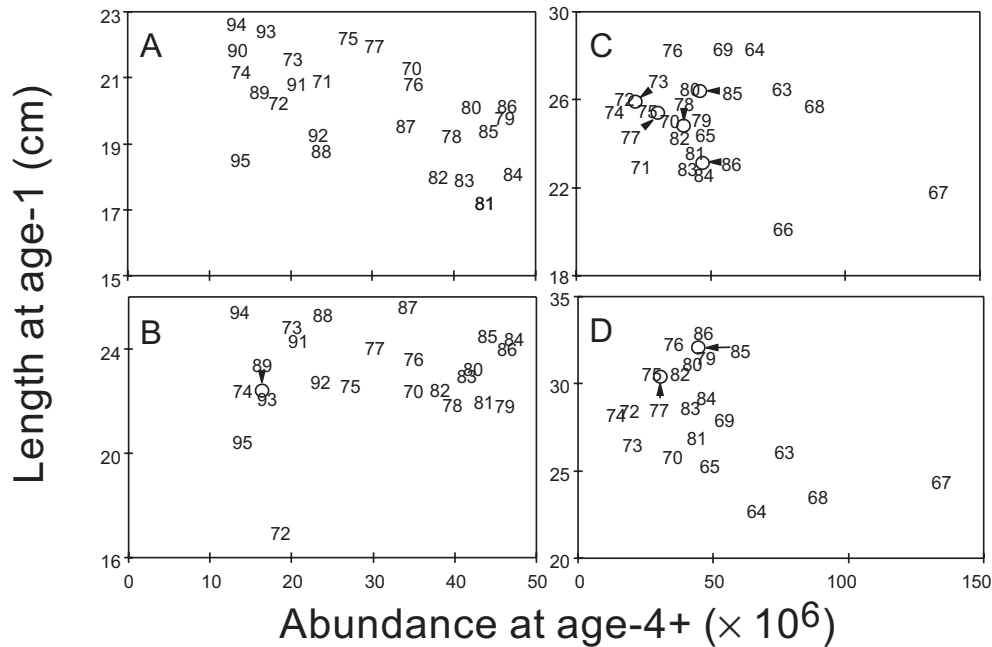 Length at age-1 (cm)
23
21
19
17
15
A
94 93 75 77
90 73
74 71 70
89 91 76
72
93 80 86
88 87 78 85 79
95
82 83 84
81
30
26
22
18
C
76 69 64
73 80 85 63
72 68
74 75 78
70 79
77 82 65
81
71 83 84 86
67
66
24
20
16
B
94 88 87
73
91 77 85 84
86
89 76 80
83
74 92 75 70 82
93 78 81 79
95
72
0 10 20 30 40 50
35
30
25
20
D
86
76 85
79
75 82 80
84
74 72 77 83 69
73 81
70 65 63
67
68
64
0 50 100 150
Abundance at age-4+ (× 10⁶)